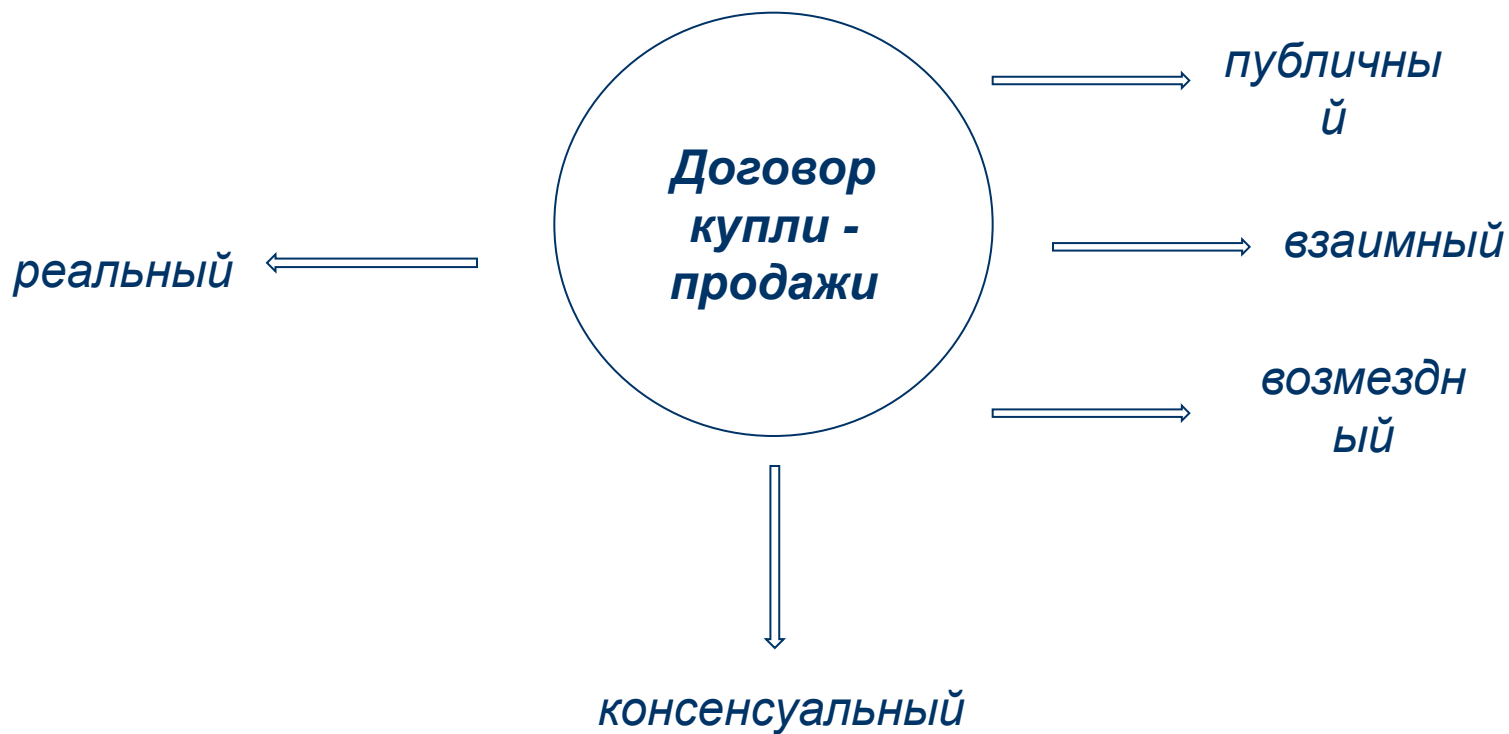 публичны
й
Договор
купли -
продажи
взаимный
реальный
возмездн
ый
консенсуальный